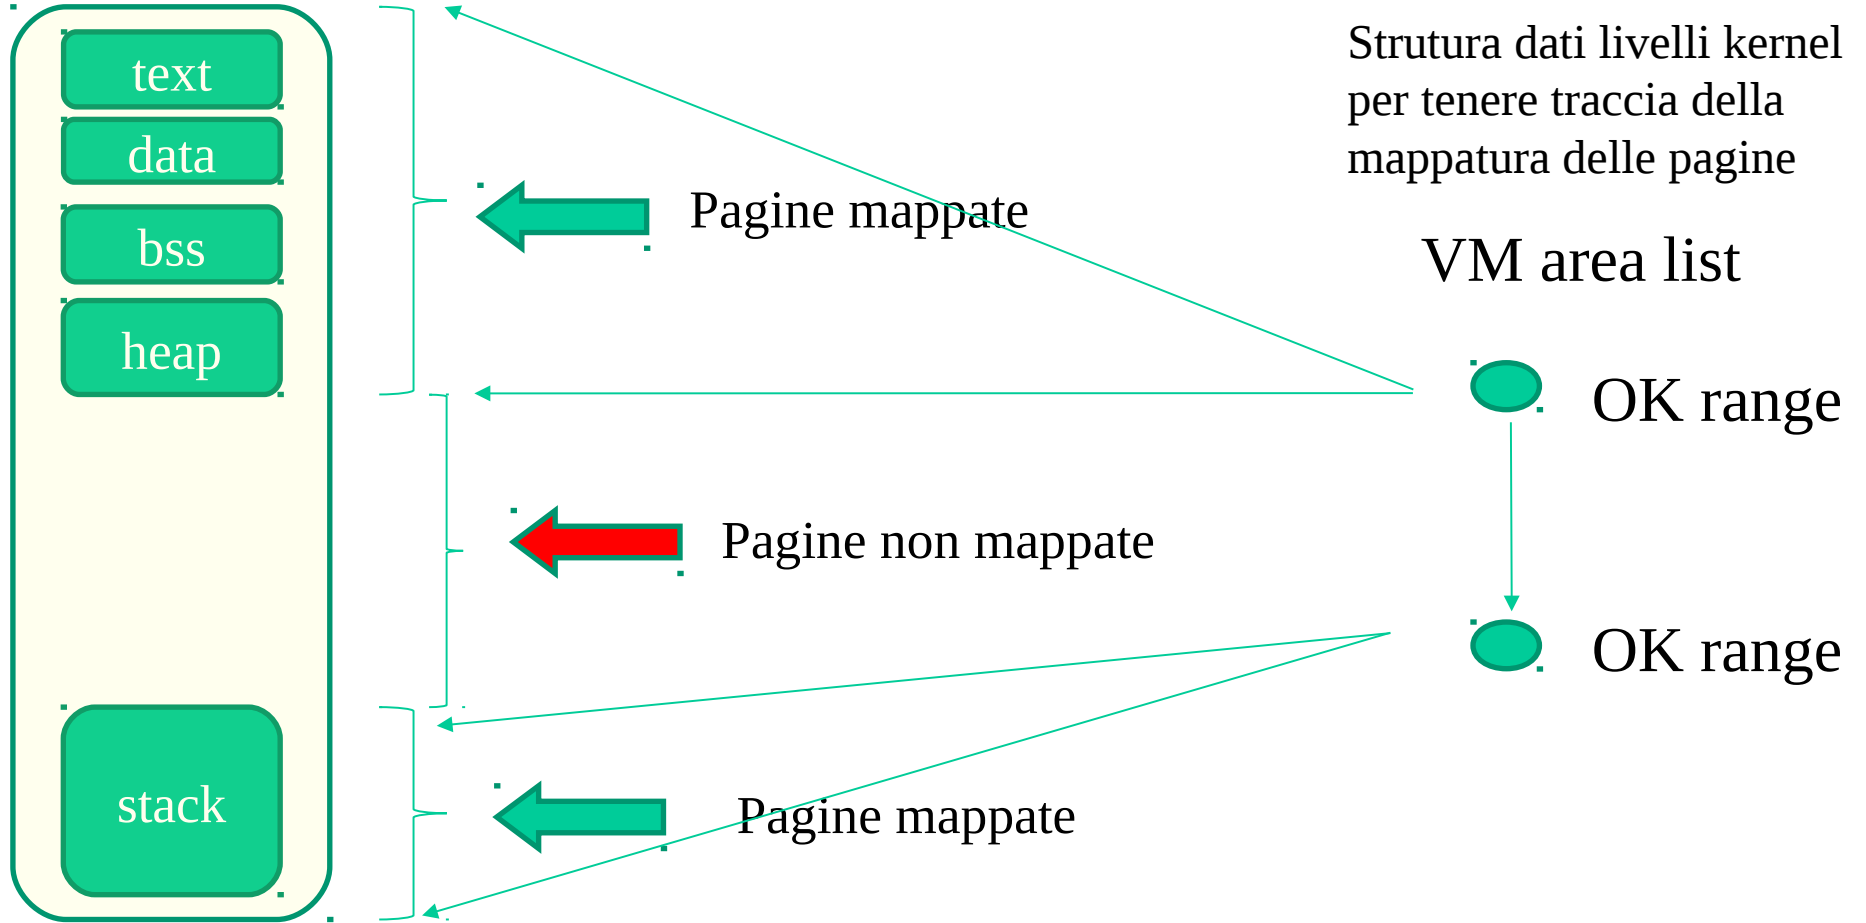 text
data
bss
heap
stack
Pagine mappate
Pagine non mappate
Pagine mappate
Strutura dati livelli kernel
per tenere traccia della
mappatura delle pagine
VM area list
OK range
OK range